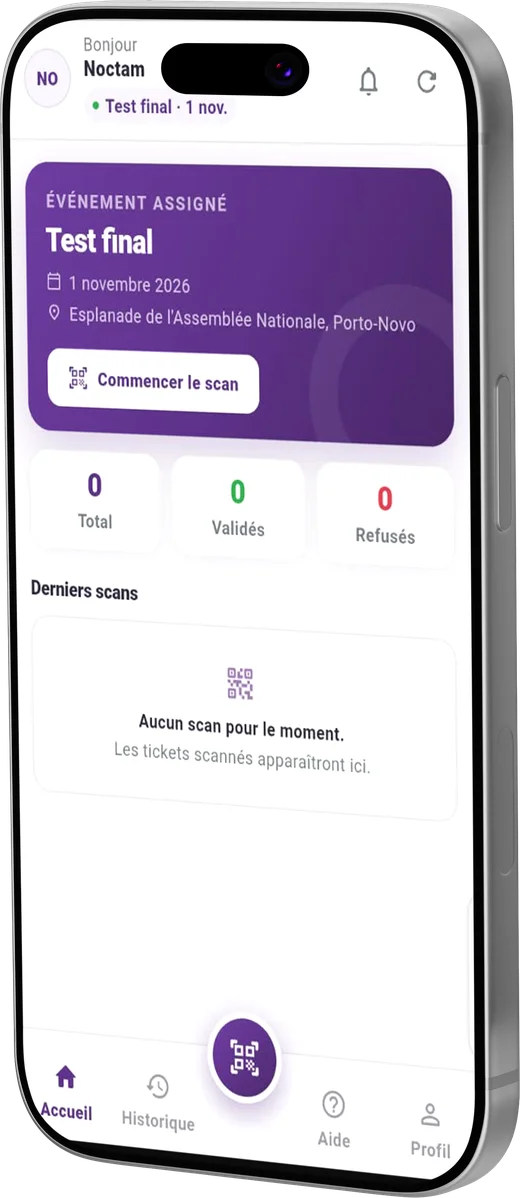 Bonjour
NO
Noctam
Test final · 1 nov.
ÉVÉNEMENT ASSIGNÉ
Test final
1 novembre 2026
Esplanade de l'Assemblée Nationale, Porto-Novo
Commencer le scan
0
0
0
Total
Validés
Refusés
Derniers scans
Aucun scan pour le moment.
Les tickets scannés apparaîtront ici.
Accueil
Historique
Aide
Profil